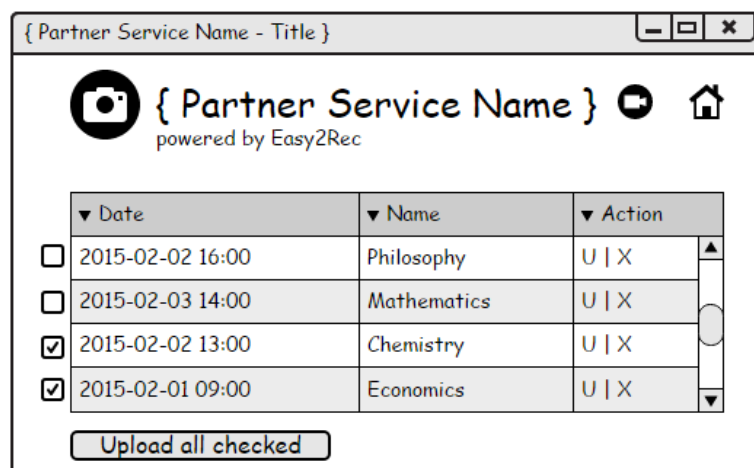 { Partner Service Name - Title }
{ Partner Service Name }
powered by Easy2Rec
Date Name Action
2015-02-02 16:00 Philosophy U | X
2015-02-03 14:00 Mathematics U | X
2015-02-02 13:00 Chemistry U | X
2015-02-01 09:00 Economics U | X
Upload all checked